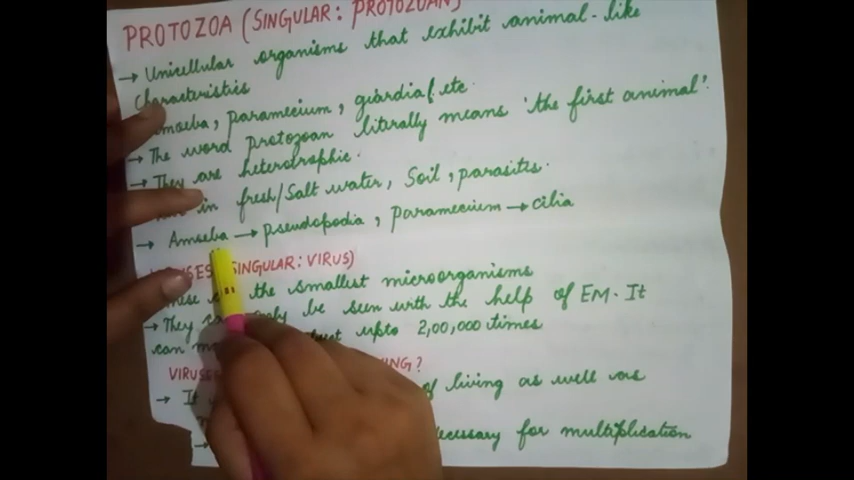 PROTOZOA (SINGULAR: PROTOZOAN)
→ Unicellular organisms that exhibit animal-like
characteristics
Amoeba, paramecium, giardia, etc
→ The word protozoan literally means 'the first animal'.
→ They are heterotrophic.
in fresh/Salt water, Soil, parasites.
→ Amoeba → pseudopodia, paramecium → cilia
(SINGULAR: VIRUS)
the smallest microorganisms
→ They be seen with the help of EM. It
can upto 2,00,000 times
→ It of living as well as
necessary for multiplication